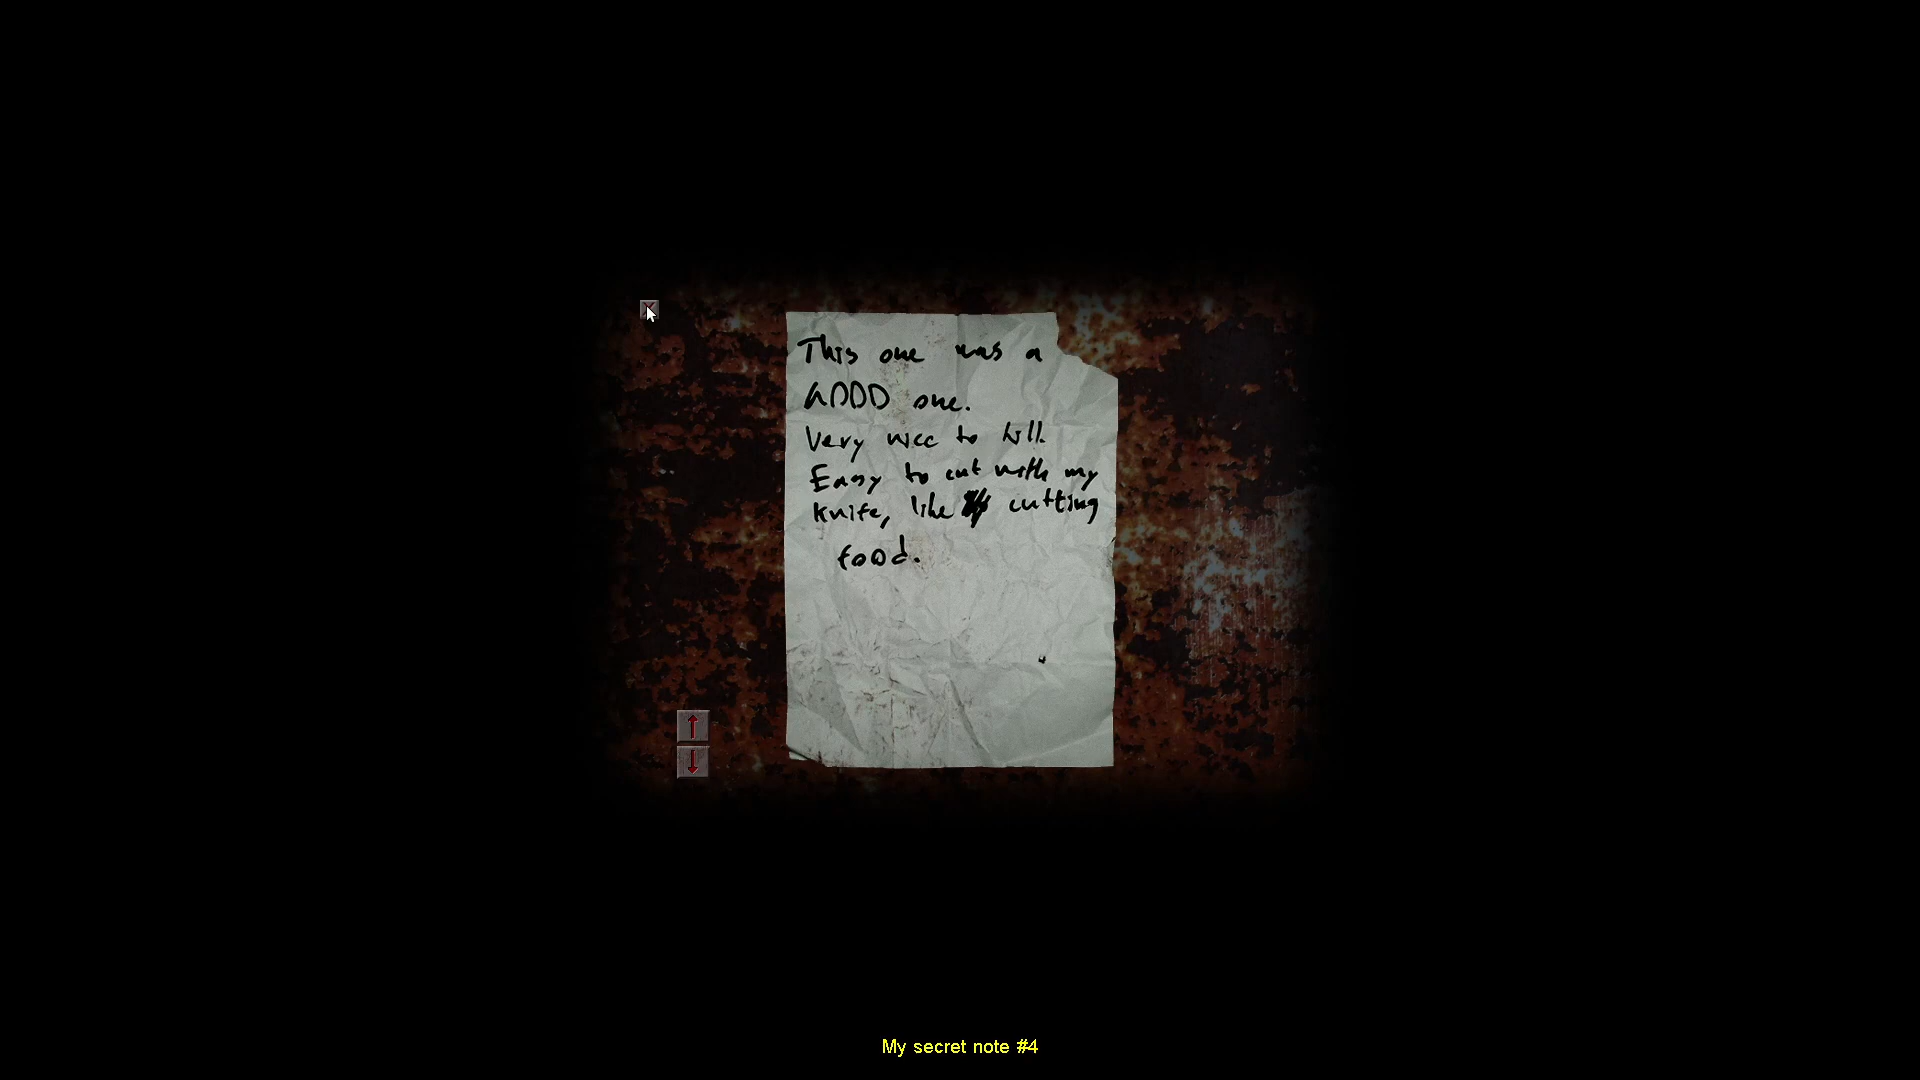 This one was a
GOOD one.
Very nice to kill.
Easy to cut with my
knife, like cutting
food.
My secret note #4